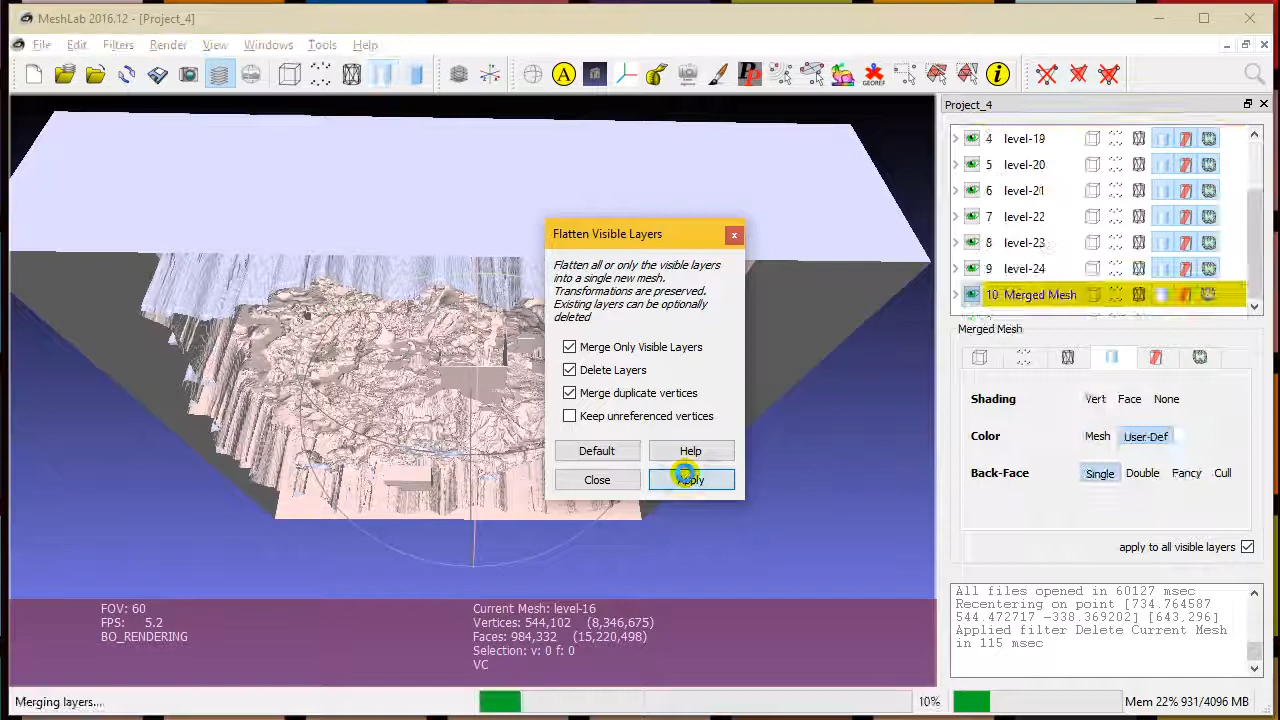 MeshLab 2016.12 - [Project_4]
File Edit Filters Render View Windows Tools Help
A
Pp
GEOREF
i
Project_4
4 level-19
5 level-20
6 level-21
7 level-22
8 level-23
9 level-24
10 Merged Mesh
Flatten Visible Layers
x
Flatten all or only the visible layers
into a single new mesh.
Transformations are preserved.
Existing layers can be optionally
deleted
Merge Only Visible Layers
Delete Layers
Merge duplicate vertices
Keep unreferenced vertices
Default Help
Close Apply
Merged Mesh
Shading Vert Face None
Color Mesh User-Def
Back-Face Single Double Fancy Cull
apply to all visible layers
All files opened in 60127 msec
Recentering on point [734.764587
544.472717 -338.369202] [643.296]
Applied filter Delete Current Mesh
in 115 msec
FOV: 60
FPS: 5.2
BO_RENDERING
Current Mesh: level-16
Vertices: 544,102 (8,346,675)
Faces: 984,332 (15,220,498)
Selection: v: 0 f: 0
VC
Merging layers...
10%
Mem 22% 931/4096 MB